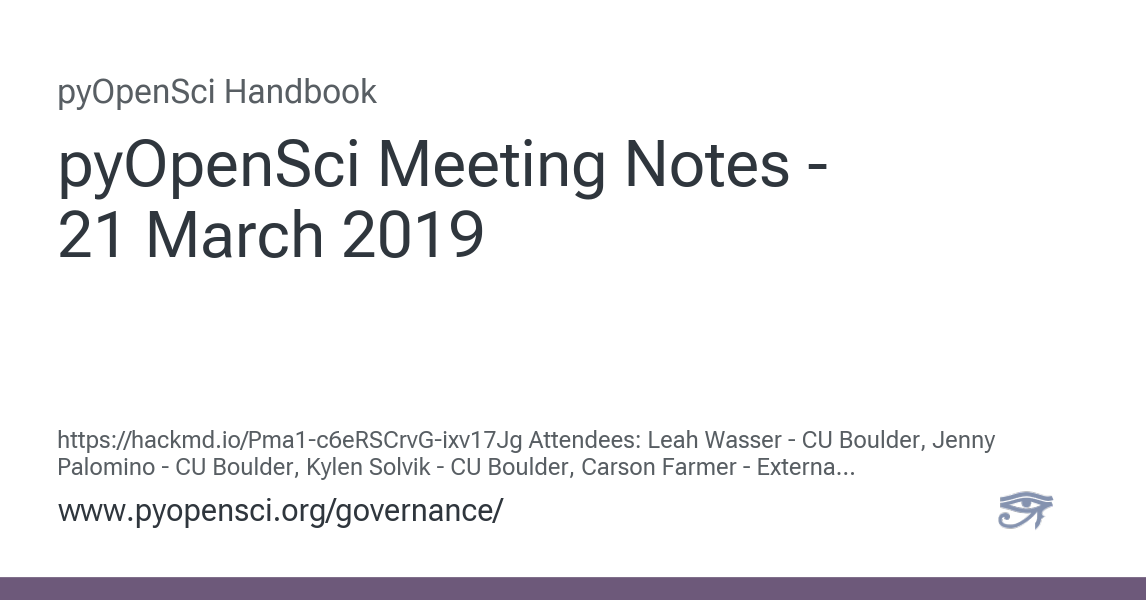 pyOpenSci Handbook
pyOpenSci Meeting Notes -
21 March 2019
https://hackmd.io/Pma1-c6eRSCrvG-ixv17Jg Attendees: Leah Wasser - CU Boulder, Jenny
Palomino - CU Boulder, Kylen Solvik - CU Boulder, Carson Farmer - Externa...
www.pyopensci.org/governance/